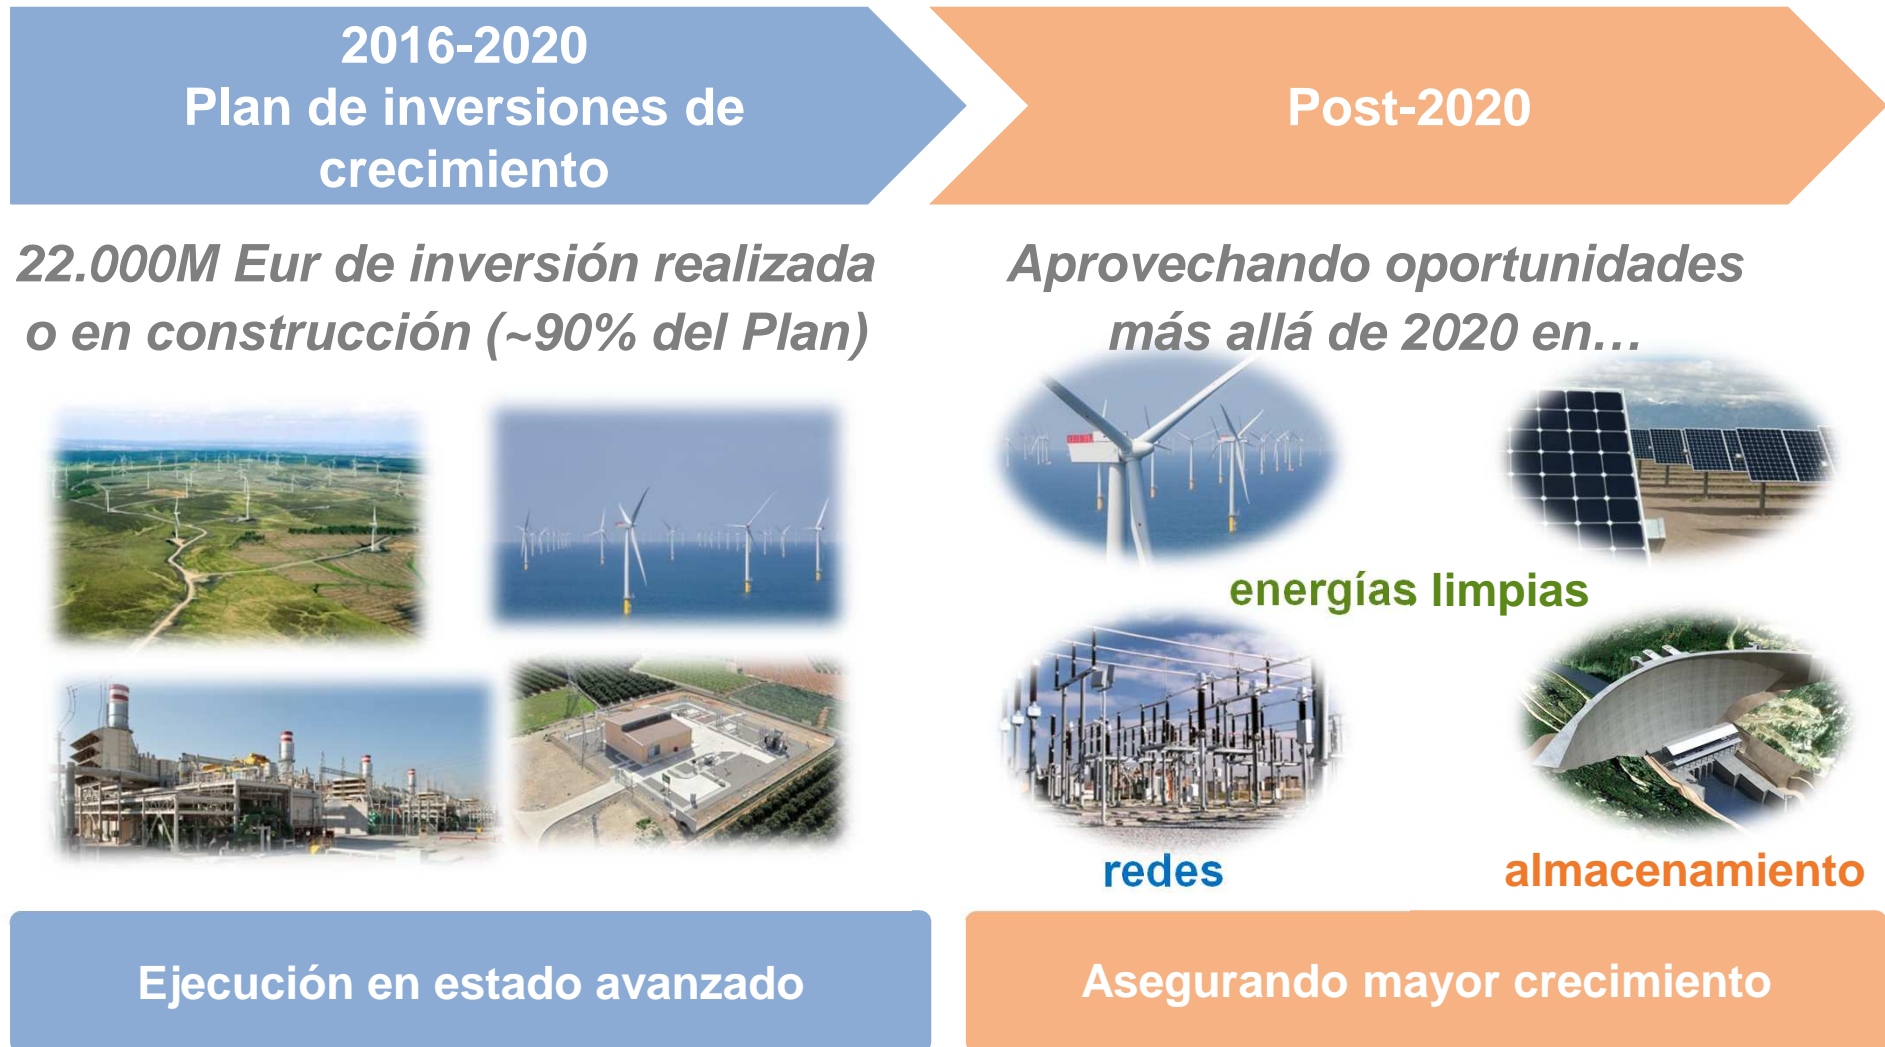 2016-2020
Plan de inversiones de
crecimiento
Post-2020
22.000M Eur de inversión realizada
o en construcción (~90% del Plan)
Aprovechando oportunidades
más allá de 2020 en…
energías limpias
redes
almacenamiento
Ejecución en estado avanzado
Asegurando mayor crecimiento